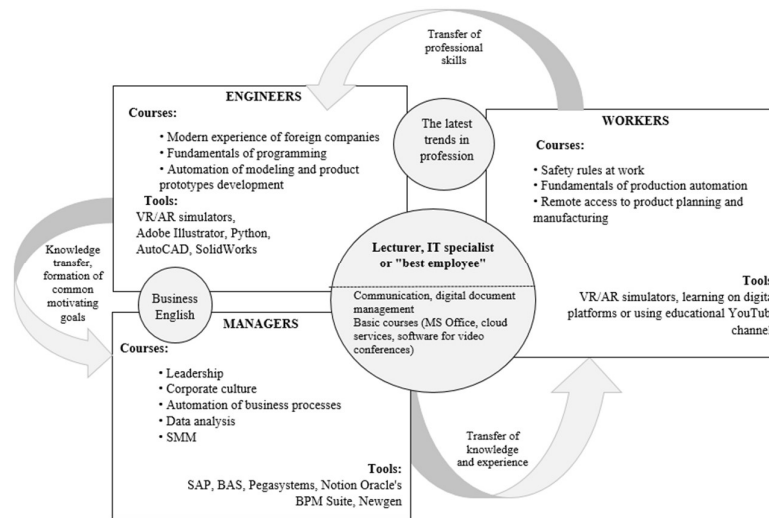 Transfer of
professional
skills
ENGINEERS
Courses:
• Modern experience of foreign companies
• Fundamentals of programming
• Automation of modeling and product
prototypes development
Tools:
VR/AR simulators,
Adobe Illustrator, Python,
AutoCAD, SolidWorks
The latest
trends in
profession
WORKERS
Courses:
• Safety rules at work
• Fundamentals of production automation
• Remote access to product planning and
manufacturing
Tools
VR/AR simulators, learning on digita
platforms or using educational YouTub
channel
Knowledge
transfer,
formation of
common
motivating
goals
Business
English
Lecturer, IT specialist
or "best employee"
Communication, digital document
management
Basic courses (MS Office, cloud
services, software for video
conferences)
MANAGERS
Courses:
• Leadership
• Corporate culture
• Automation of business processes
• Data analysis
• SMM
Tools:
SAP, BAS, Pegasystems, Notion Oracle's
BPM Suite, Newgen
Transfer of
knowledge
and experience